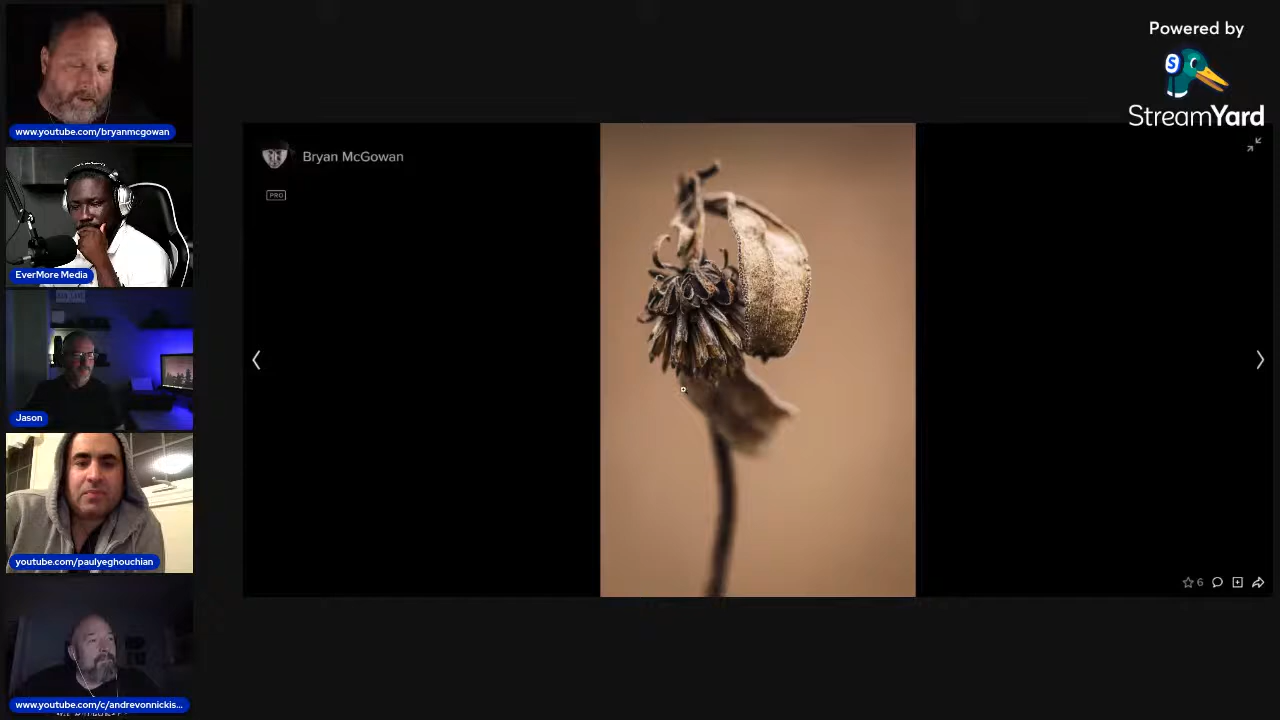 www.youtube.com/bryanmcgowan
EverMore Media
Jason
youtube.com/paulyeghouchian
www.youtube.com/c/andrevonnickis...
Bryan McGowan
PRO
6
Powered by
StreamYard